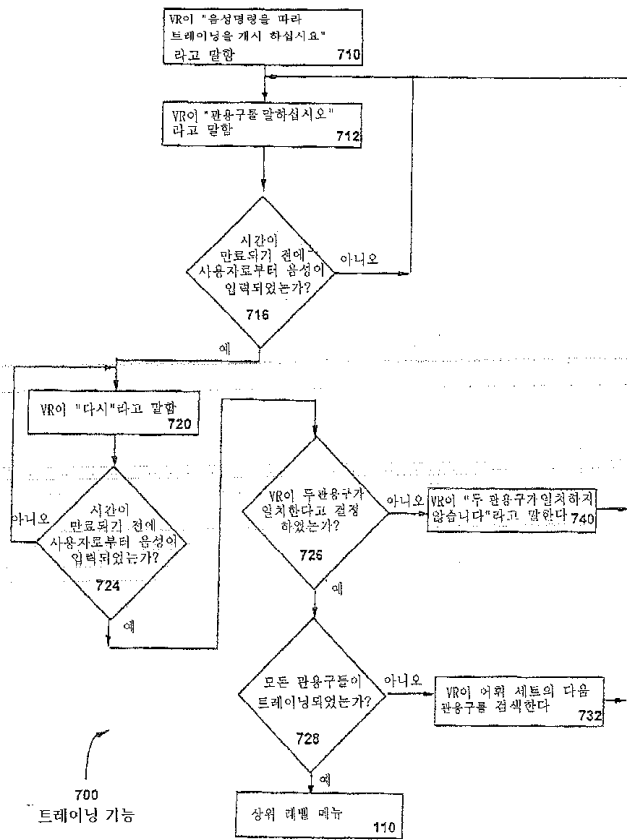 VR이 "음성명령을 따라
트레이닝을 개시 하십시요"
라고 말함
710
VR이 "관용구를 말하십시오"
라고 말함
712
시간이
만료되기 전에
사용자로부터 음성이
입력되었는가?
716
아니오
예
VR이 "다시"라고 말함
720
시간이
만료되기 전에
사용자로부터 음성이
입력되었는가?
724
아니오
예
VR이 두관용구가
일치한다고 결정
하었는가?
726
아니오
예
VR이 "두 관용구가일치하지
않습니다"라고 말한다 740
모든 관용구들이
트레이닝되었는가?
728
아니오
예
VR이 어휘 세트의 다음
관용구를 검색한다 732
상위 레벨 메뉴
110
700
트레이닝 기능